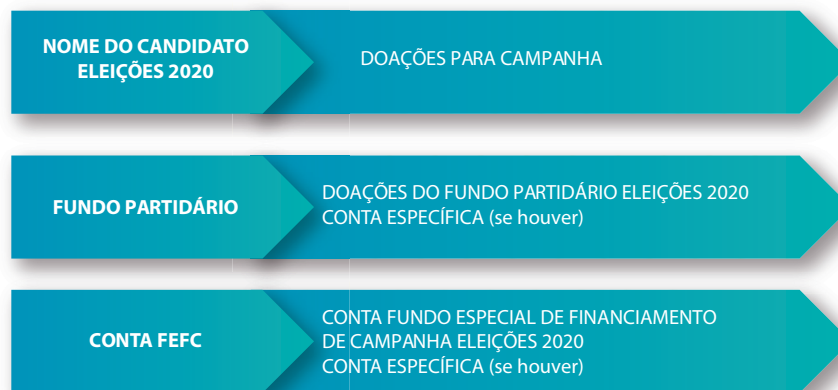 NOME DO CANDIDATO
ELEIÇÕES 2020
DOAÇÕES PARA CAMPANHA
FUNDO PARTIDÁRIO
DOAÇÕES DO FUNDO PARTIDÁRIO ELEIÇÕES 2020
CONTA ESPECÍFICA (se houver)
CONTA FEFC
CONTA FUNDO ESPECIAL DE FINANCIAMENTO
DE CAMPANHA ELEIÇÕES 2020
CONTA ESPECÍFICA (se houver)